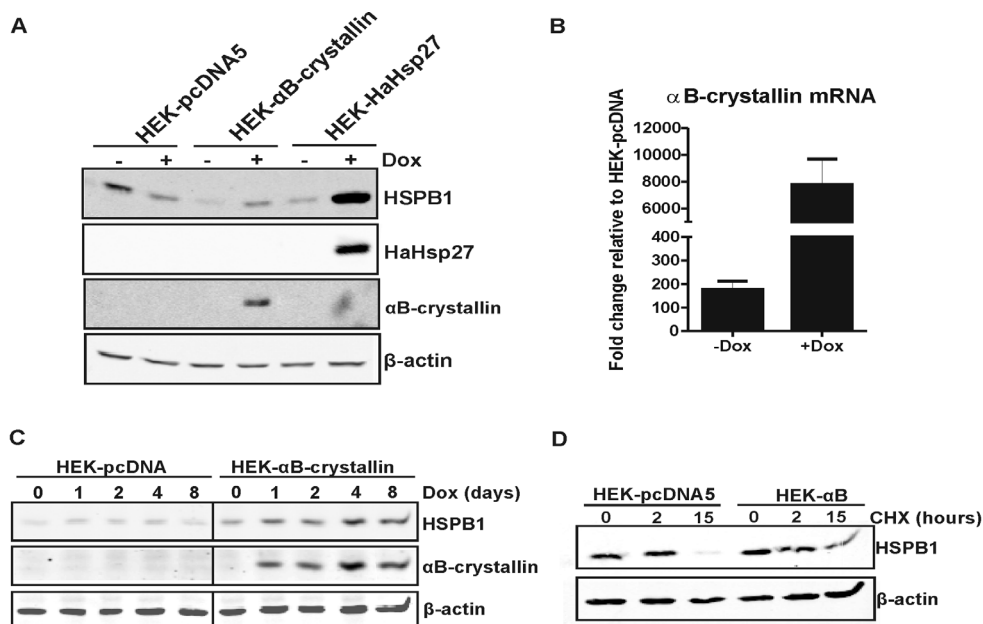 A
HEK-pcDNA5
HEK-αB-crystallin
HEK-HaHsp27
- + - + - + Dox
HSPB1
HaHsp27
αB-crystallin
β-actin
B
αB-crystallin mRNA
Fold change relative to HEK-pcDNA
12000
10000
8000
6000
400
300
200
100
0
-Dox +Dox
C
HEK-pcDNA HEK-αB-crystallin
0 1 2 4 8 0 1 2 4 8 Dox (days)
HSPB1
αB-crystallin
β-actin
D
HEK-pcDNA5 HEK-αB
0 2 15 0 2 15 CHX (hours)
HSPB1
β-actin